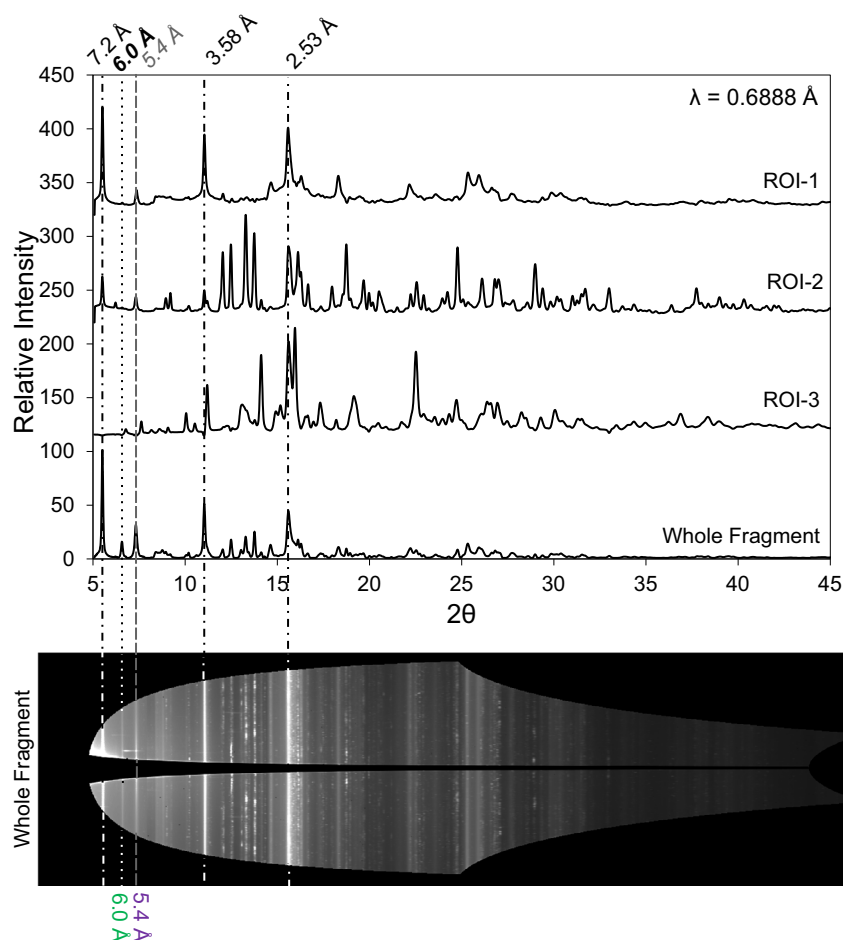 7.2 Å
6.0 Å
5.4 Å
3.58 Å
2.53 Å
450
400
350
300
250
200
150
100
50
0
Relative Intensity
λ = 0.6888 Å
ROI-1
ROI-2
ROI-3
Whole Fragment
5 10 15 20 25 30 35 40 45
2θ
Whole Fragment
6.0 Å
5.4 Å